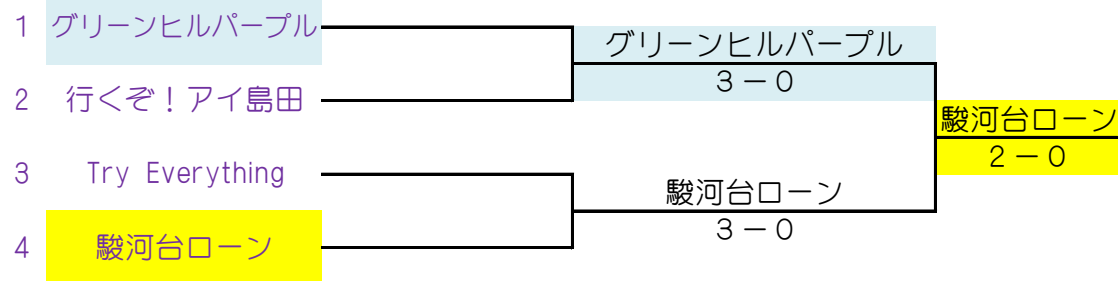 1 グリーンヒルパープル
2 行くぞ！アイ島田
3 Try Everything
4 駿河台ローン
グリーンヒルパープル
３－０
駿河台ローン
３－０
駿河台ローン
２－０